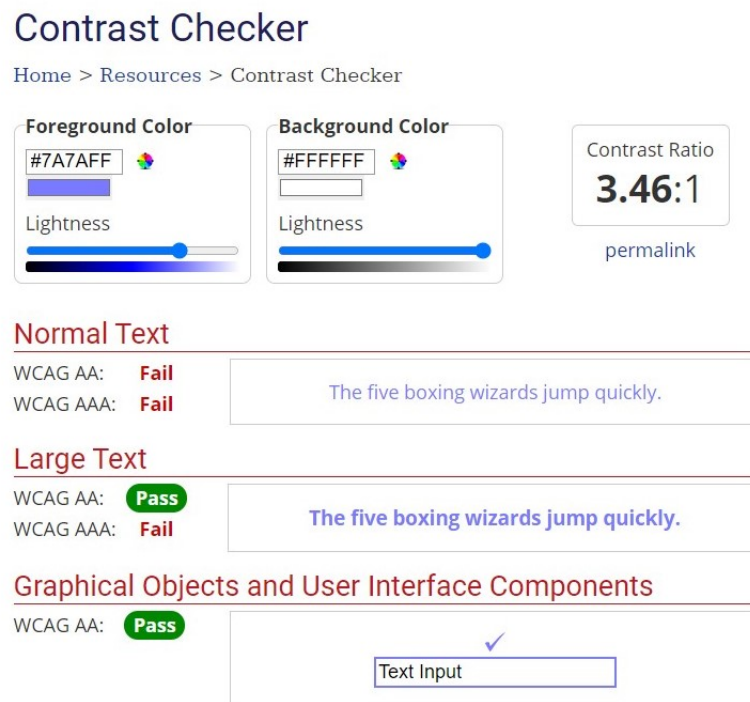 Contrast Checker
Home > Resources > Contrast Checker
Foreground Color
#7A7AFF
Lightness
Background Color
#FFFFFF
Lightness
Contrast Ratio
3.46:1
permalink
Normal Text
WCAG AA: Fail
WCAG AAA: Fail
The five boxing wizards jump quickly.
Large Text
WCAG AA: Pass
WCAG AAA: Fail
The five boxing wizards jump quickly.
Graphical Objects and User Interface Components
WCAG AA: Pass
Text Input